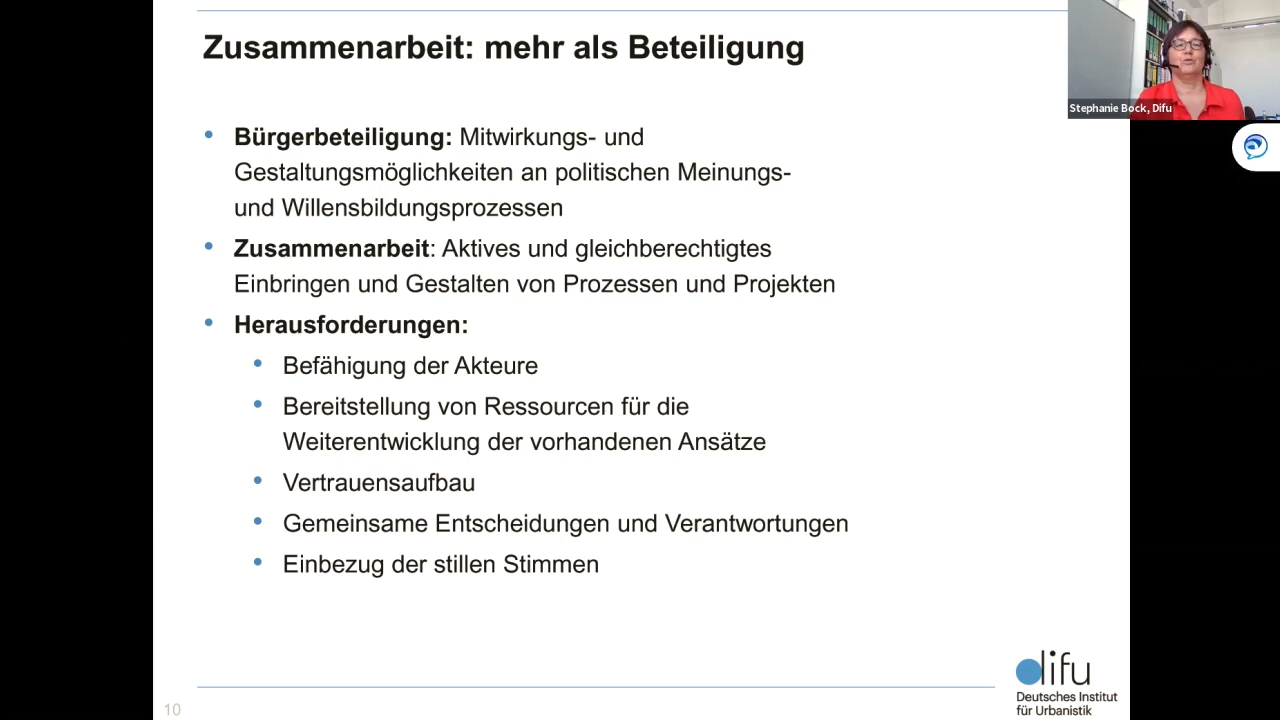 Zusammenarbeit: mehr als Beteiligung
Stephanie Bock, Difu
Bürgerbeteiligung: Mitwirkungs- und
Gestaltungsmöglichkeiten an politischen Meinungs-
und Willensbildungsprozessen
Zusammenarbeit: Aktives und gleichberechtigtes
Einbringen und Gestalten von Prozessen und Projekten
Herausforderungen:
Befähigung der Akteure
Bereitstellung von Ressourcen für die
Weiterentwicklung der vorhandenen Ansätze
Vertrauensaufbau
Gemeinsame Entscheidungen und Verantwortungen
Einbezug der stillen Stimmen
difu
Deutsches Institut
für Urbanistik
10